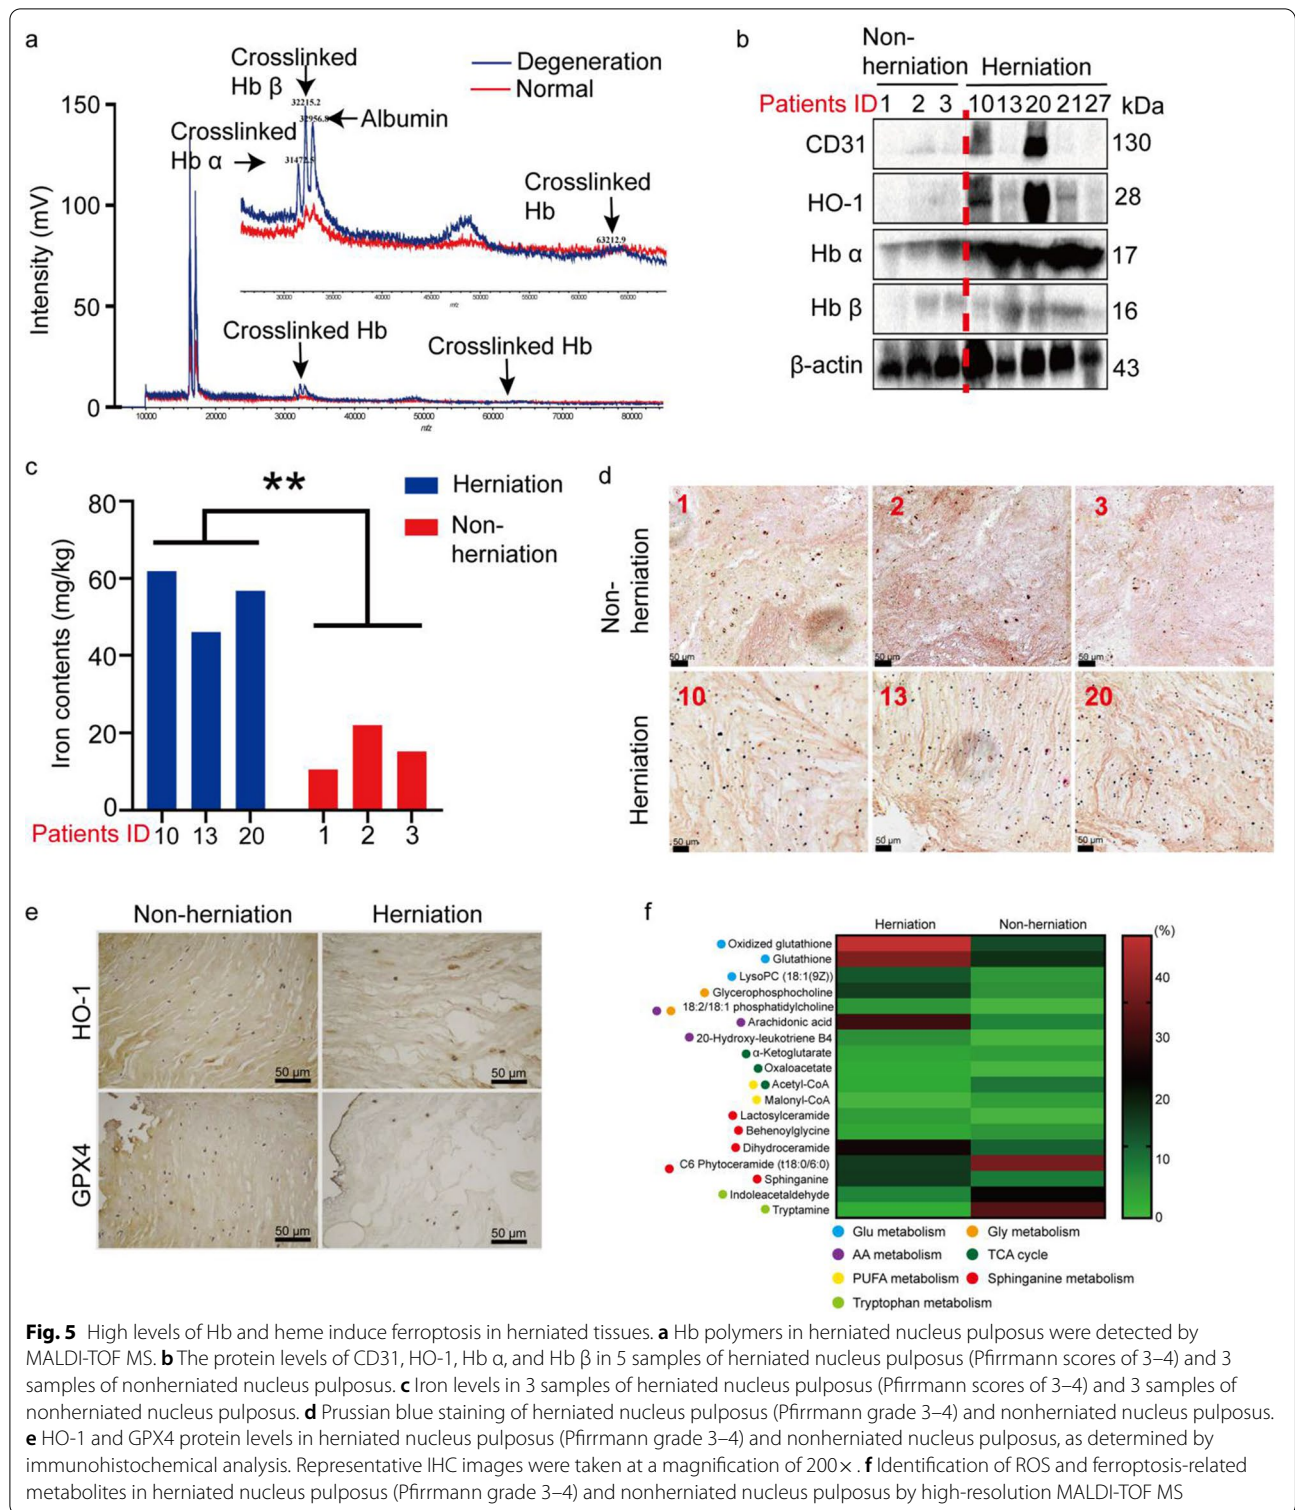 a
Crosslinked
Hb β
Degeneration
Normal
32215.2
Albumin
Crosslinked
Hb α
Crosslinked
Hb
63212.9
30000 35000 40000 45000 50000 55000 60000 65000
m/z
Intensity (mV)
150
100
50
0
Crosslinked Hb
Crosslinked Hb
10000 20000 30000 40000 50000 60000 70000 80000
m/z
b
Non-
herniation Herniation
Patients ID 1 2 3 10 13 20 21 27 kDa
CD31 130
HO-1 28
Hb α 17
Hb β 16
β-actin 43
c
**
Herniation
Non-
herniation
Iron contents (mg/kg)
80
60
40
20
0
Patients ID 10 13 20 1 2 3
d
Non-
herniation
1 2 3
50 µm 50 µm 50 µm
Herniation
10 13 20
50 µm 50 µm 50 µm
e
Non-herniation Herniation
HO-1
50 µm 50 µm
GPX4
50 µm 50 µm
f
Herniation Non-herniation
(%)
40
30
20
10
0
Oxidized glutathione
Glutathione
LysoPC (18:1(9Z))
Glycerophosphocholine
18:2/18:1 phosphatidylcholine
Arachidonic acid
20-Hydroxy-leukotriene B4
α-Ketoglutarate
Oxaloacetate
Acetyl-CoA
Malonyl-CoA
Lactosylceramide
Behenoylglycine
Dihydroceramide
C6 Phytoceramide (t18:0/6:0)
Sphinganine
Indoleacetaldehyde
Tryptamine
Glu metabolism Gly metabolism
AA metabolism TCA cycle
PUFA metabolism Sphinganine metabolism
Tryptophan metabolism
Fig. 5 High levels of Hb and heme induce ferroptosis in herniated tissues. a Hb polymers in herniated nucleus pulposus were detected by
MALDI-TOF MS. b The protein levels of CD31, HO-1, Hb α, and Hb β in 5 samples of herniated nucleus pulposus (Pfirrmann scores of 3–4) and 3
samples of nonherniated nucleus pulposus. c Iron levels in 3 samples of herniated nucleus pulposus (Pfirrmann scores of 3–4) and 3 samples of
nonherniated nucleus pulposus. d Prussian blue staining of herniated nucleus pulposus (Pfirrmann grade 3–4) and nonherniated nucleus pulposus.
e HO-1 and GPX4 protein levels in herniated nucleus pulposus (Pfirrmann grade 3–4) and nonherniated nucleus pulposus, as determined by
immunohistochemical analysis. Representative IHC images were taken at a magnification of 200×. f Identification of ROS and ferroptosis-related
metabolites in herniated nucleus pulposus (Pfirrmann grade 3–4) and nonherniated nucleus pulposus by high-resolution MALDI-TOF MS